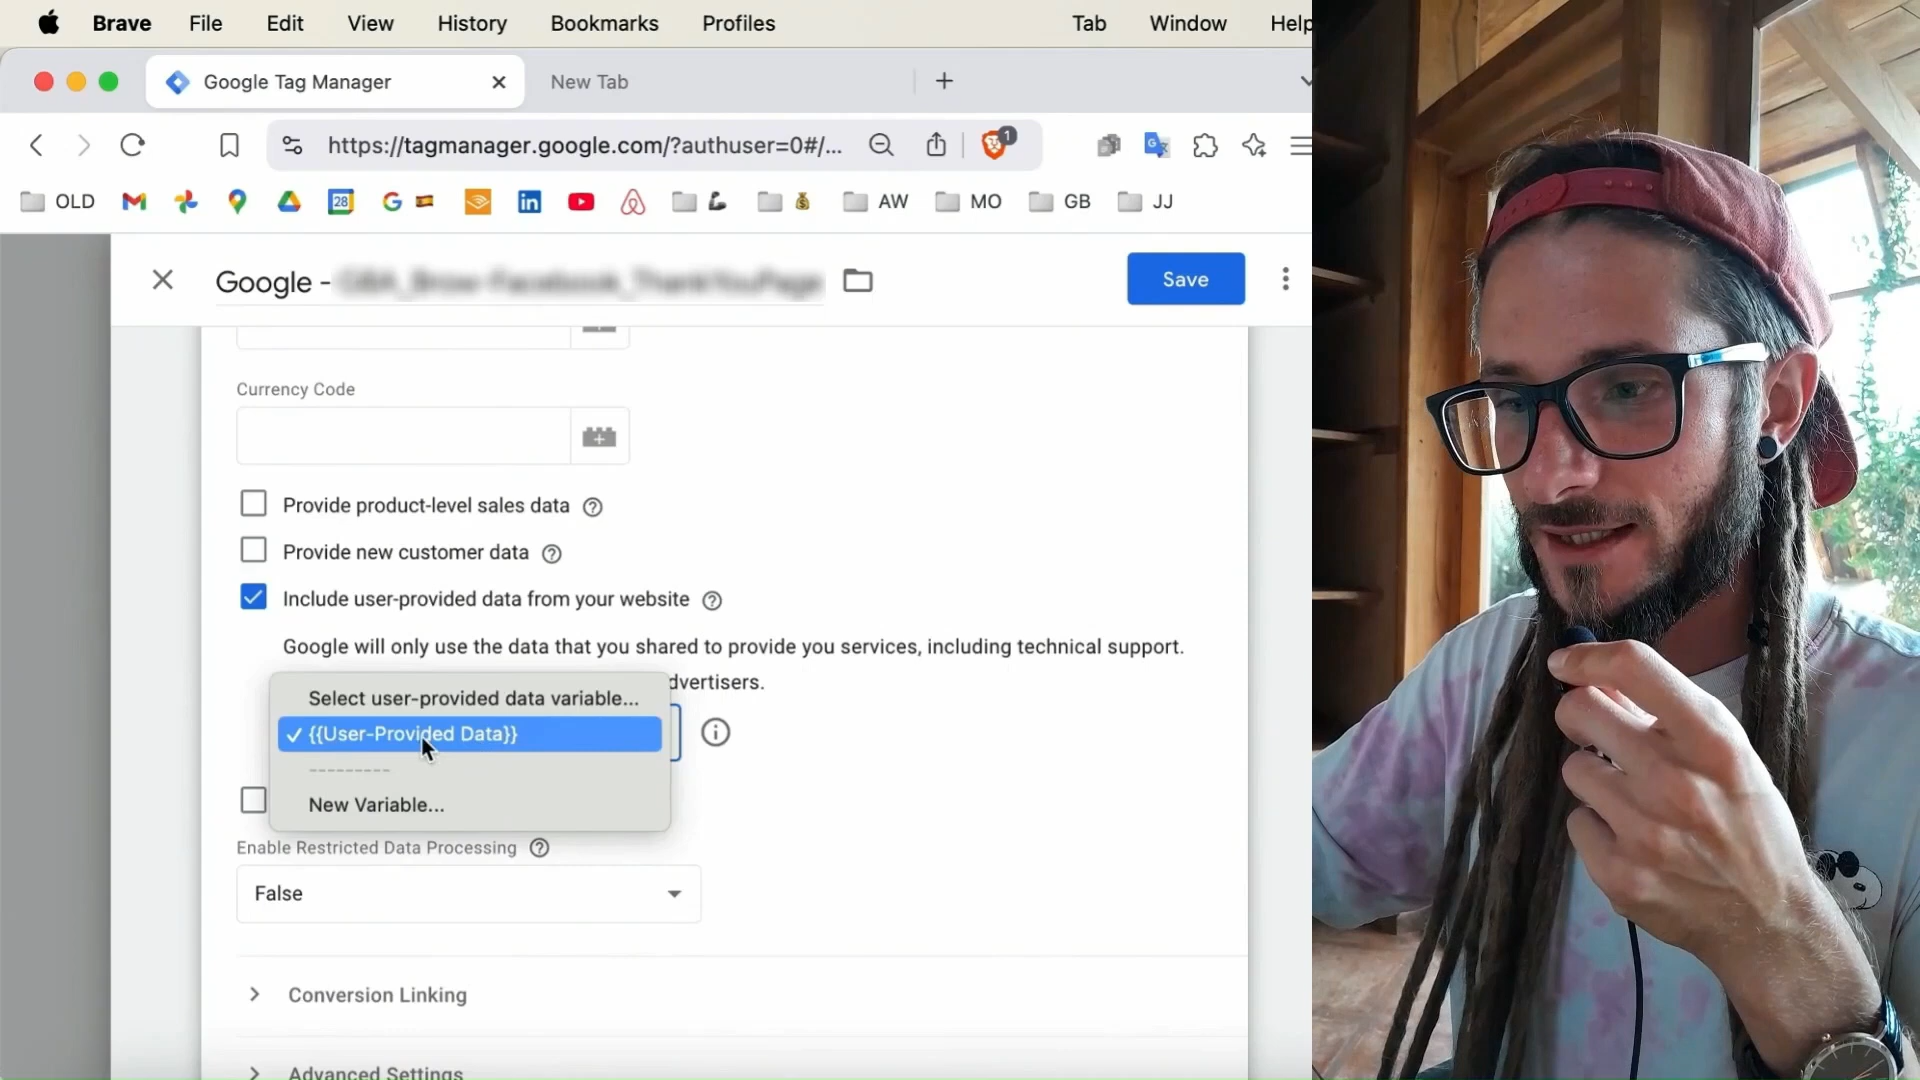 Brave File Edit View History Bookmarks Profiles Tab Window Help
Google Tag Manager New Tab
https://tagmanager.google.com/?authuser=0#/... 1
OLD 28 AW MO GB JJ
Google - Save
Currency Code
Provide product-level sales data
Provide new customer data
Include user-provided data from your website
Google will only use the data that you shared to provide you services, including technical support.
dvertisers.
Select user-provided data variable...
{{User-Provided Data}}
---------
New Variable...
Enable Restricted Data Processing
False
Conversion Linking
Advanced Settings